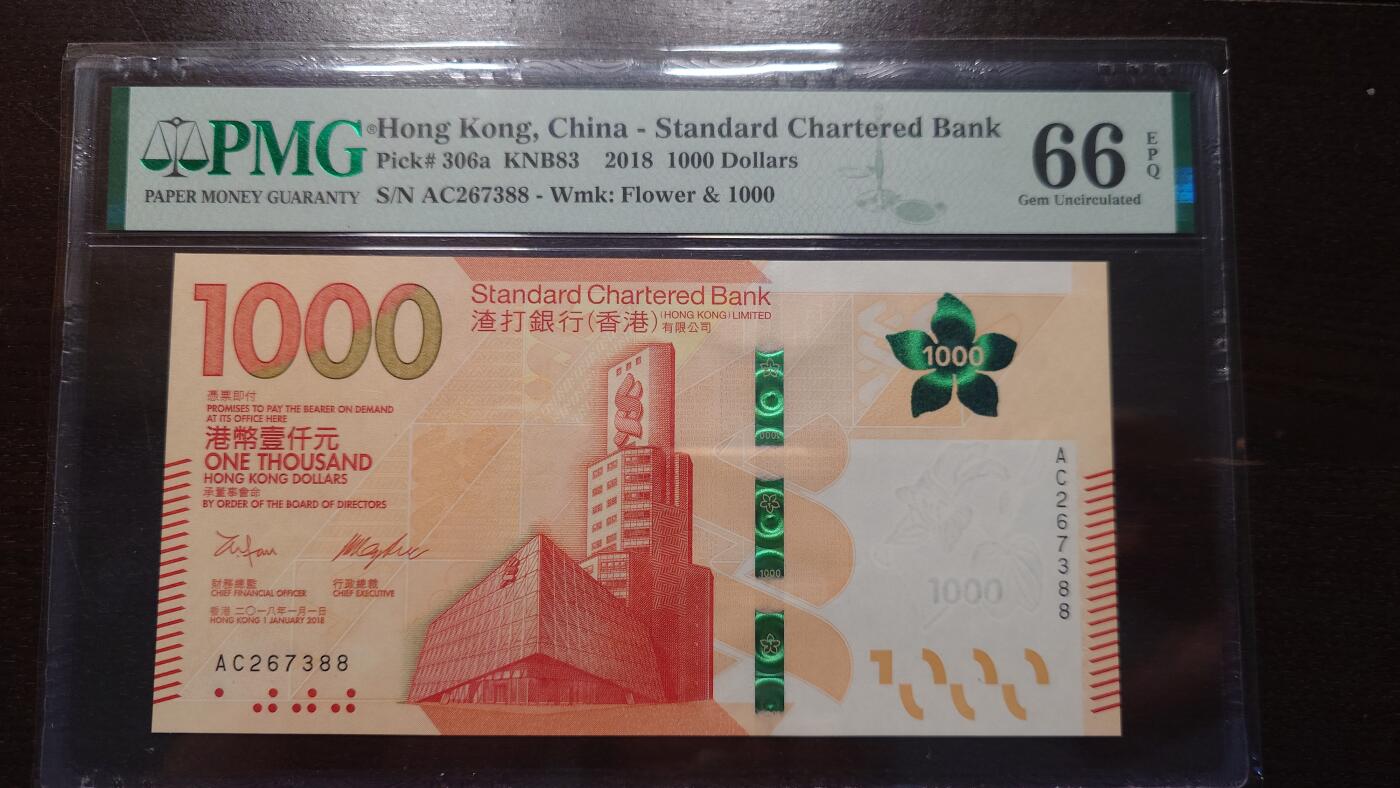 PMG®
PAPER MONEY GUARANTY
Hong Kong, China - Standard Chartered Bank
Pick# 306a KNB83 2018 1000 Dollars
S/N AC267388 - Wmk: Flower & 1000
66
EPQ
Gem Uncirculated
1000
Standard Chartered Bank
渣打銀行(香港)(HONG KONG) LIMITED
有限公司
憑票即付
PROMISES TO PAY THE BEARER ON DEMAND
AT ITS OFFICE HERE
港幣壹仟元
ONE THOUSAND
HONG KONG DOLLARS
承董事會命
BY ORDER OF THE BOARD OF DIRECTORS
財務總監
CHIEF FINANCIAL OFFICER
行政總裁
CHIEF EXECUTIVE
香港 二〇一八年一月一日
HONG KONG 1 JANUARY 2018
AC267388
1000
1000
1000
AC267388
1000
1000